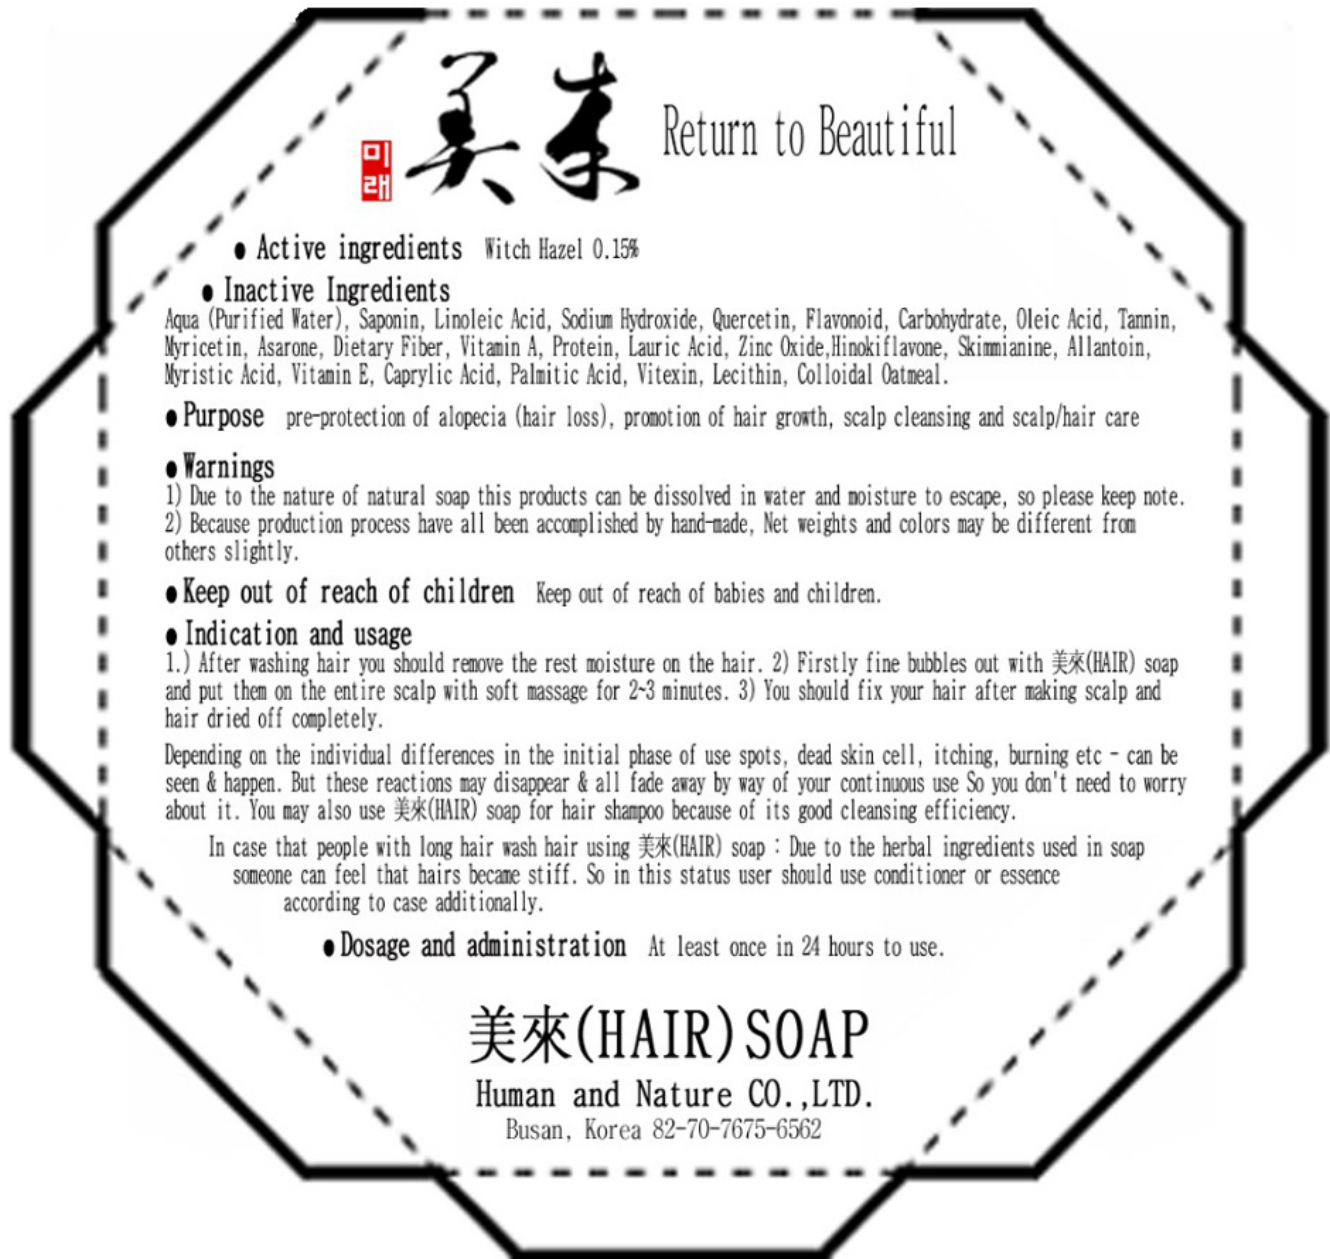 美來 Return to Beautiful
미래
● Active ingredients Witch Hazel 0.15%
● Inactive Ingredients
Aqua (Purified Water), Saponin, Linoleic Acid, Sodium Hydroxide, Quercetin, Flavonoid, Carbohydrate, Oleic Acid, Tannin,
Myricetin, Asarone, Dietary Fiber, Vitamin A, Protein, Lauric Acid, Zinc Oxide,Hinokiflavone, Skimmianine, Allantoin,
Myristic Acid, Vitamin E, Caprylic Acid, Palmitic Acid, Vitexin, Lecithin, Colloidal Oatmeal.
● Purpose pre-protection of alopecia (hair loss), promotion of hair growth, scalp cleansing and scalp/hair care
● Warnings
1) Due to the nature of natural soap this products can be dissolved in water and moisture to escape, so please keep note.
2) Because production process have all been accomplished by hand-made, Net weights and colors may be different from
others slightly.
● Keep out of reach of children Keep out of reach of babies and children.
● Indication and usage
1.) After washing hair you should remove the rest moisture on the hair. 2) Firstly fine bubbles out with 美來(HAIR) soap
and put them on the entire scalp with soft massage for 2~3 minutes. 3) You should fix your hair after making scalp and
hair dried off completely.
Depending on the individual differences in the initial phase of use spots, dead skin cell, itching, burning etc - can be
seen & happen. But these reactions may disappear & all fade away by way of your continuous use So you don't need to worry
about it. You may also use 美來(HAIR) soap for hair shampoo because of its good cleansing efficiency.
In case that people with long hair wash hair using 美來(HAIR) soap : Due to the herbal ingredients used in soap
someone can feel that hairs became stiff. So in this status user should use conditioner or essence
according to case additionally.
● Dosage and administration At least once in 24 hours to use.
美來(HAIR)SOAP
Human and Nature CO.,LTD.
Busan, Korea 82-70-7675-6562